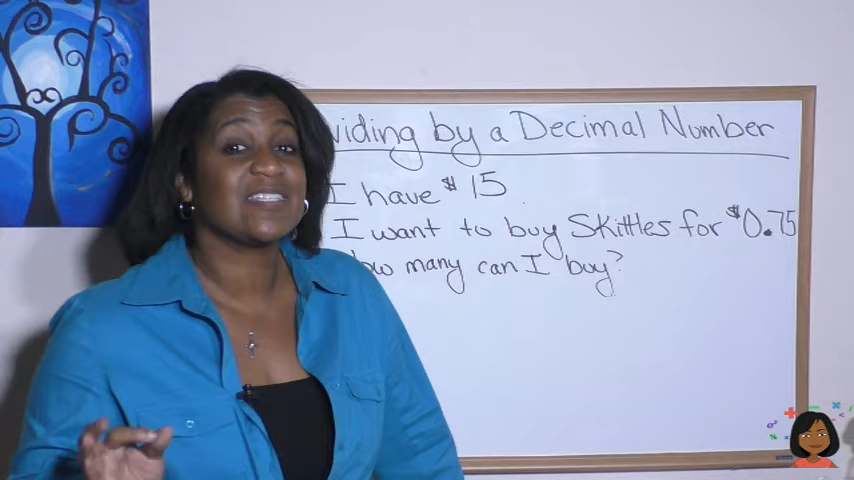 viding by a Decimal Number
I have $15
I want to buy Skittles for $0.75
ow many can I buy?